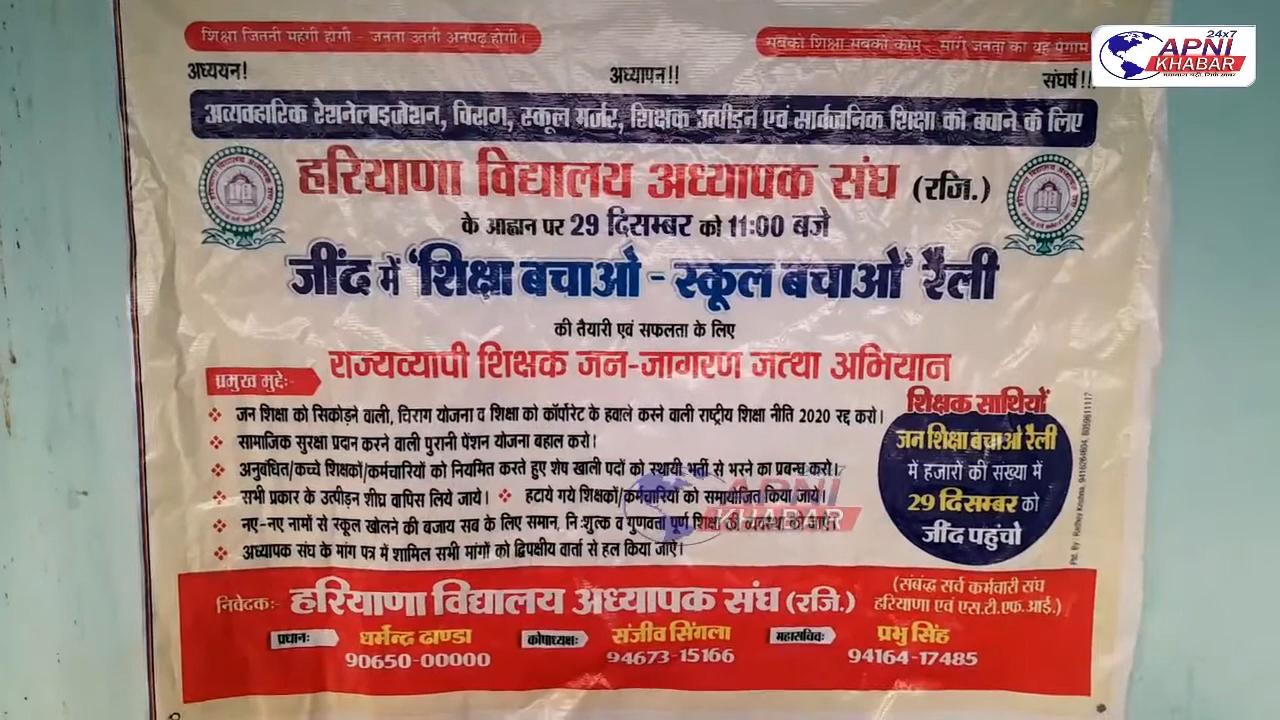 शिक्षा जितनी महंगी होगी - जनता उतनी अनपढ़ होगी।
सबको शिक्षा सबको काम - सारी जनता का यह पैगाम
24x7
APNI
KHABAR
अध्ययन! अध्यापन!! संघर्ष!!
अव्यवहारिक रेशनेलाइजेशन, चिराग, स्कूल मर्जर, शिक्षक उत्पीड़न एवं सार्वजनिक शिक्षा को बचाने के लिए
हरियाणा विद्यालय अध्यापक संघ (रजि.)
के आह्वान पर 29 दिसम्बर को 11:00 बजे
जींद में 'शिक्षा बचाओ - स्कूल बचाओ' रैली
की तैयारी एवं सफलता के लिए
राज्यव्यापी शिक्षक जन-जागरण जत्था अभियान
प्रमुख मुद्दे:-
❖ जन शिक्षा को सिकोड़ने वाली, चिराग योजना व शिक्षा को कॉर्पोरेट के हवाले करने वाली राष्ट्रीय शिक्षा नीति 2020 रद्द करो।
❖ सामाजिक सुरक्षा प्रदान करने वाली पुरानी पेंशन योजना बहाल करो।
❖ अनुबंधित/कच्चे शिक्षकों/कर्मचारियों को नियमित करते हुए शेष खाली पदों को स्थायी भर्ती से भरने का प्रबन्ध करो।
❖ सभी प्रकार के उत्पीड़न शीघ्र वापिस लिये जाये। ❖ हटाये गये शिक्षकों/कर्मचारियों को समायोजित किया जाये।
❖ नए-नए नामों से स्कूल खोलने की बजाय सब के लिए समान, निःशुल्क व गुणवत्ता पूर्ण शिक्षा की व्यवस्था की जाए।
❖ अध्यापक संघ के मांग पत्र में शामिल सभी मांगों को द्विपक्षीय वार्ता से हल किया जाए।
APNI
KHABAR
शिक्षक साथियों
जन शिक्षा बचाओ रैली
में हजारों की संख्या में
29 दिसम्बर को
जींद पहुंचो
निवेदक:- हरियाणा विद्यालय अध्यापक संघ (रजि.)
(संबंद्ध सर्व कर्मचारी संघ
हरियाणा एवं एस.टी.एफ.आई.)
प्रधान: धर्मेन्द्र ढाण्डा
90650-00000
कोषाध्यक्ष: संजीव सिंगला
94673-15166
महासचिव: प्रभु सिंह
94164-17485